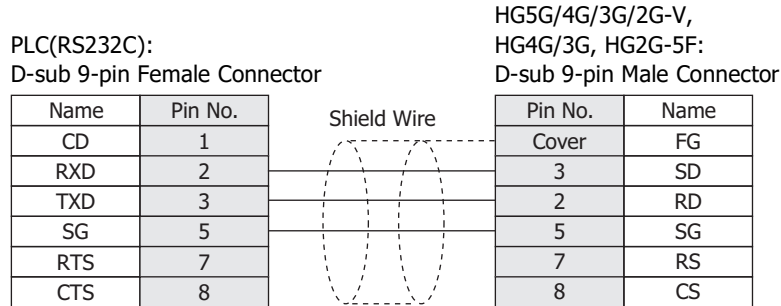 HG5G/4G/3G/2G-V,
PLC(RS232C): HG4G/3G, HG2G-5F:
D-sub 9-pin Female Connector D-sub 9-pin Male Connector
Name Pin No. Shield Wire Pin No. Name
CD 1 Cover FG
RXD 2 3 SD
TXD 3 2 RD
SG 5 5 SG
RTS 7 7 RS
CTS 8 8 CS